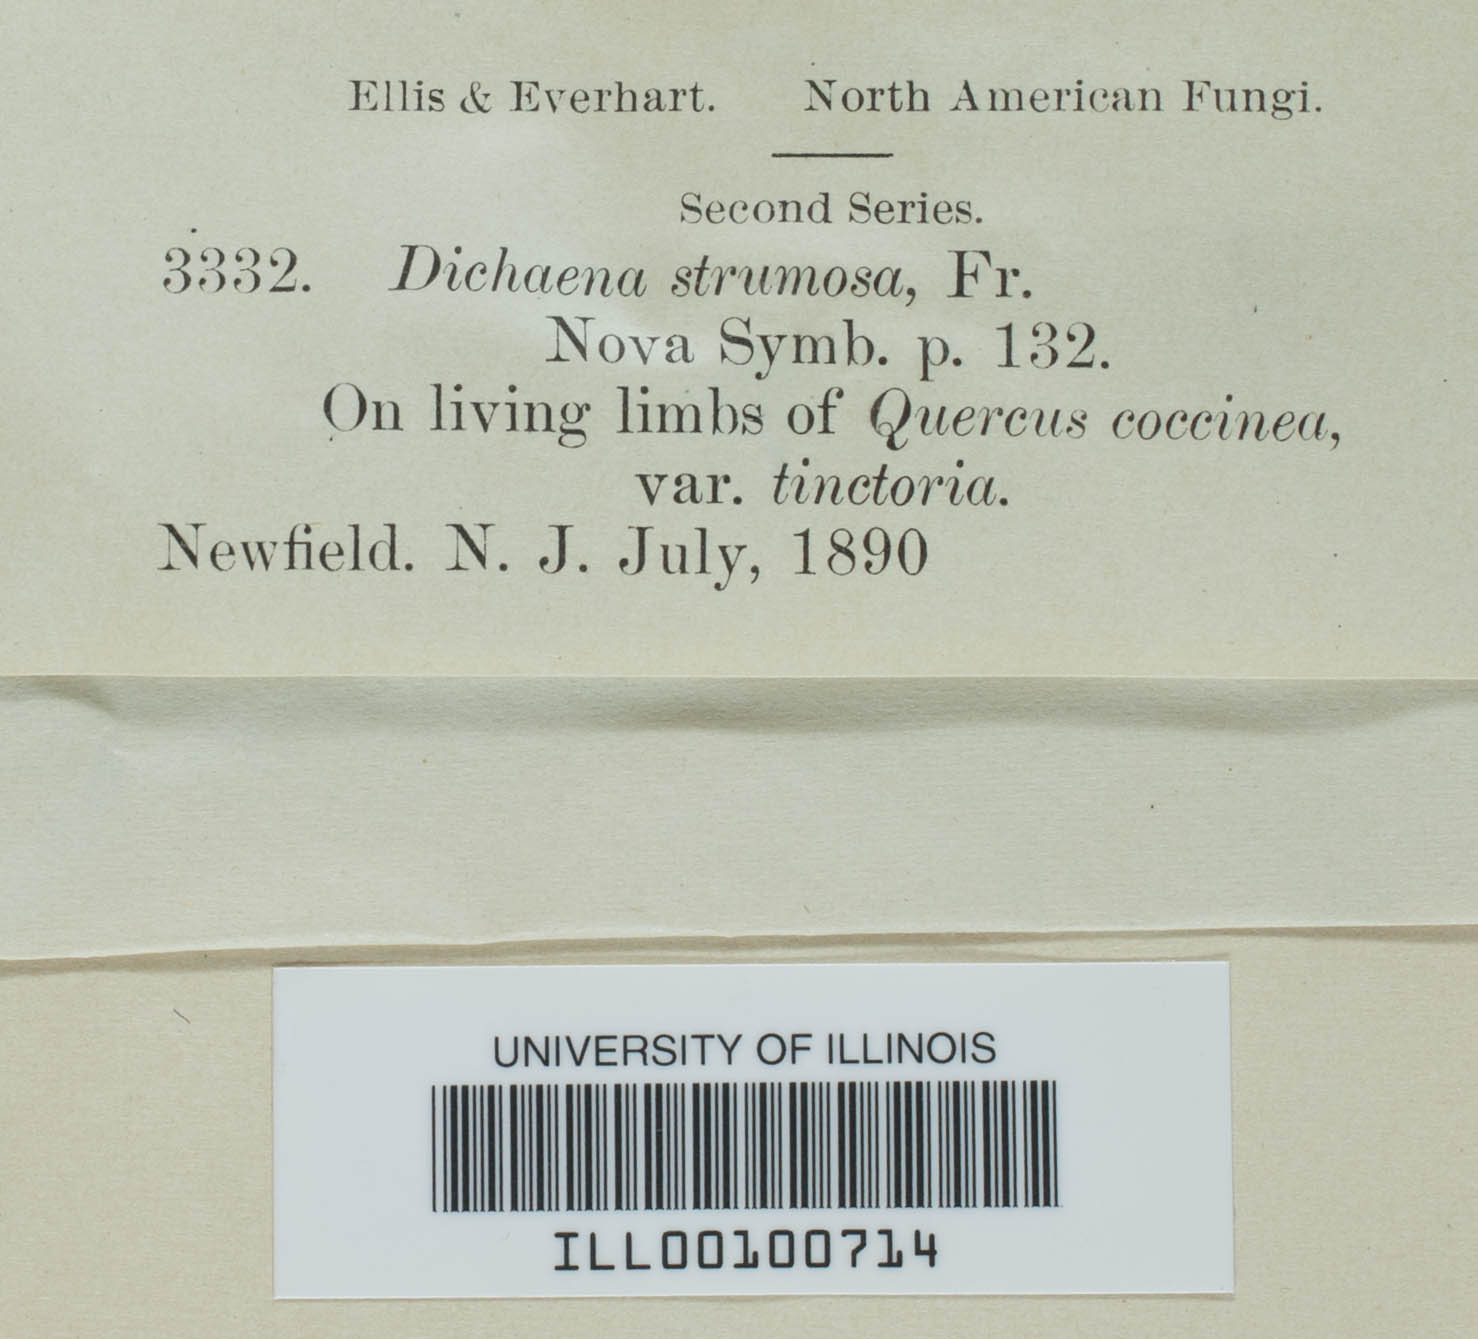 Ellis & Everhart. North American Fungi.
Second Series.
3332. Dichaena strumosa, Fr.
Nova Symb. p. 132.
On living limbs of Quercus coccinea,
var. tinctoria.
Newfield. N. J. July, 1890
UNIVERSITY OF ILLINOIS
ILL00100714